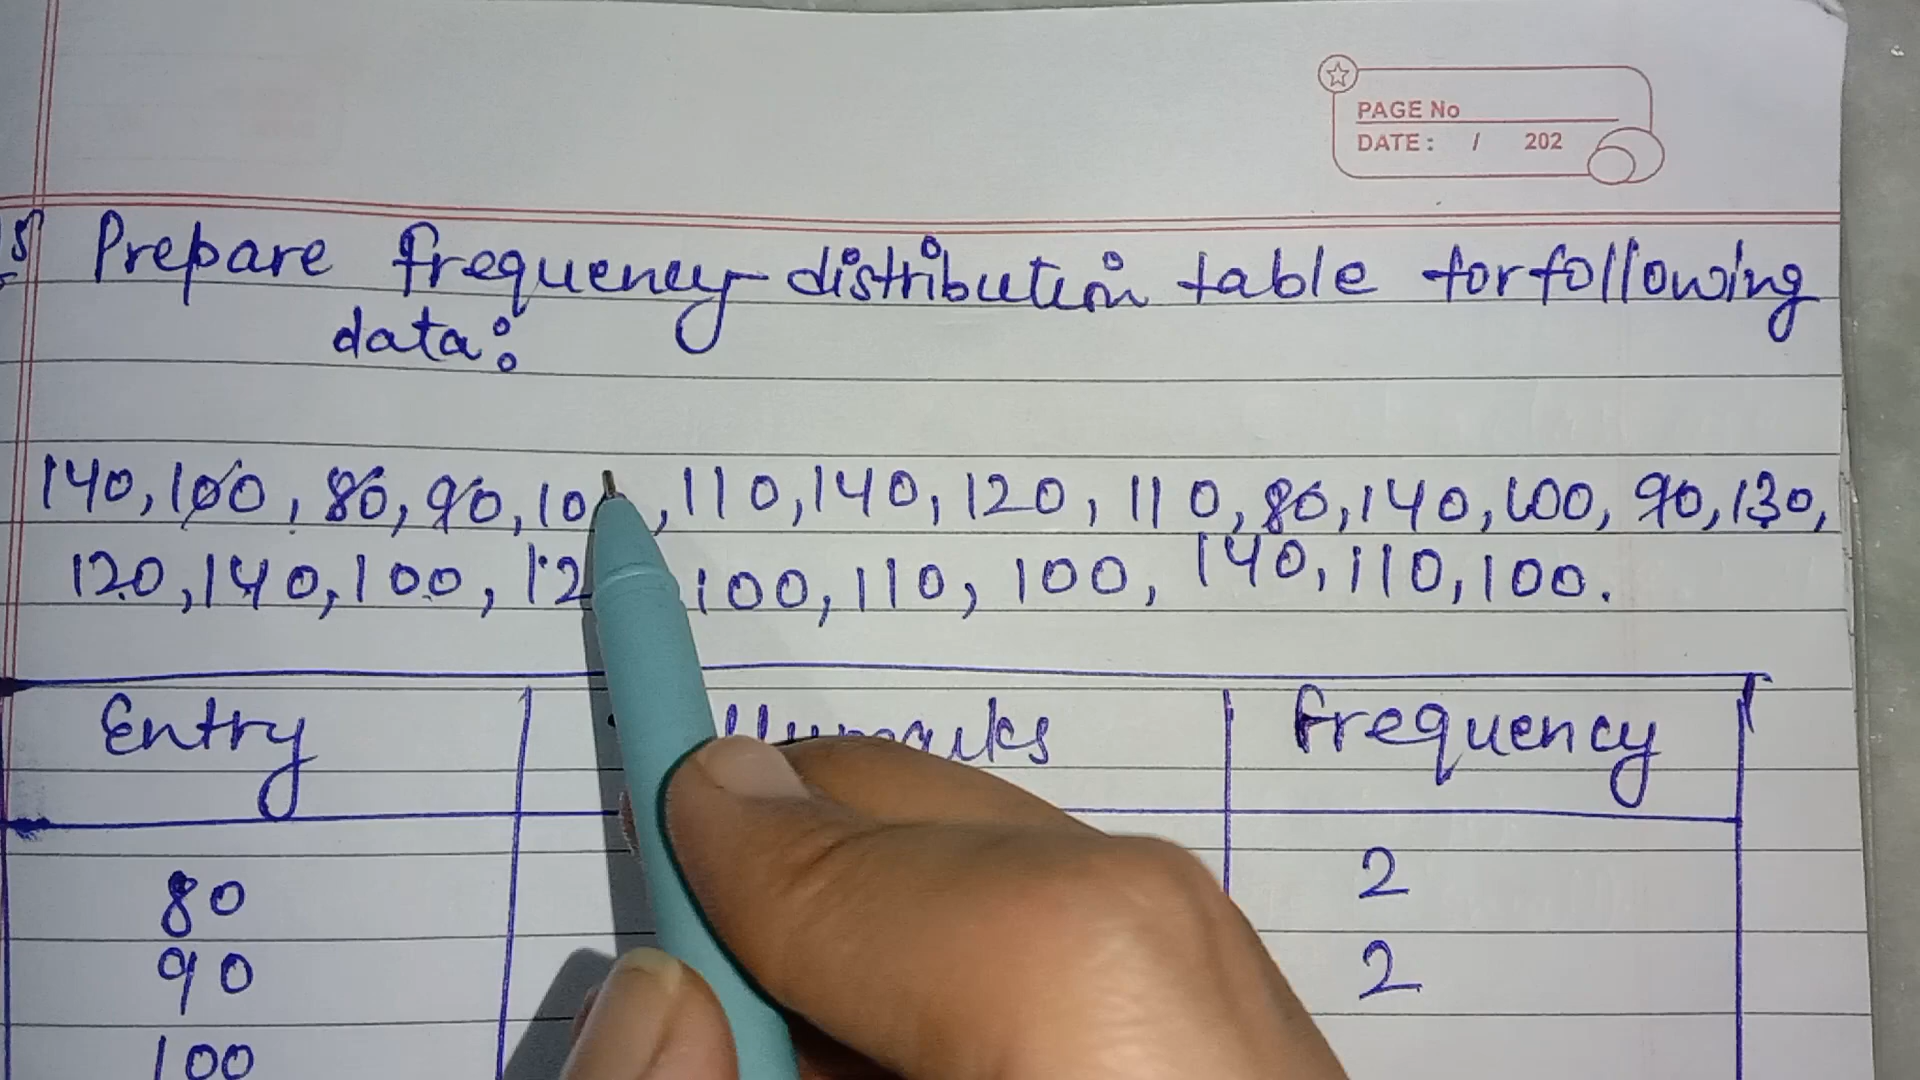 PAGE No
DATE : / 202
Prepare frequency distribution table for following
data:
140, 100, 80, 90, 10 , 110, 140, 120, 110, 80, 140, 100, 90, 130,
120, 140, 100, 12 100, 110, 100, 140, 110, 100.
Entry Frequency
80 2
90 2
100